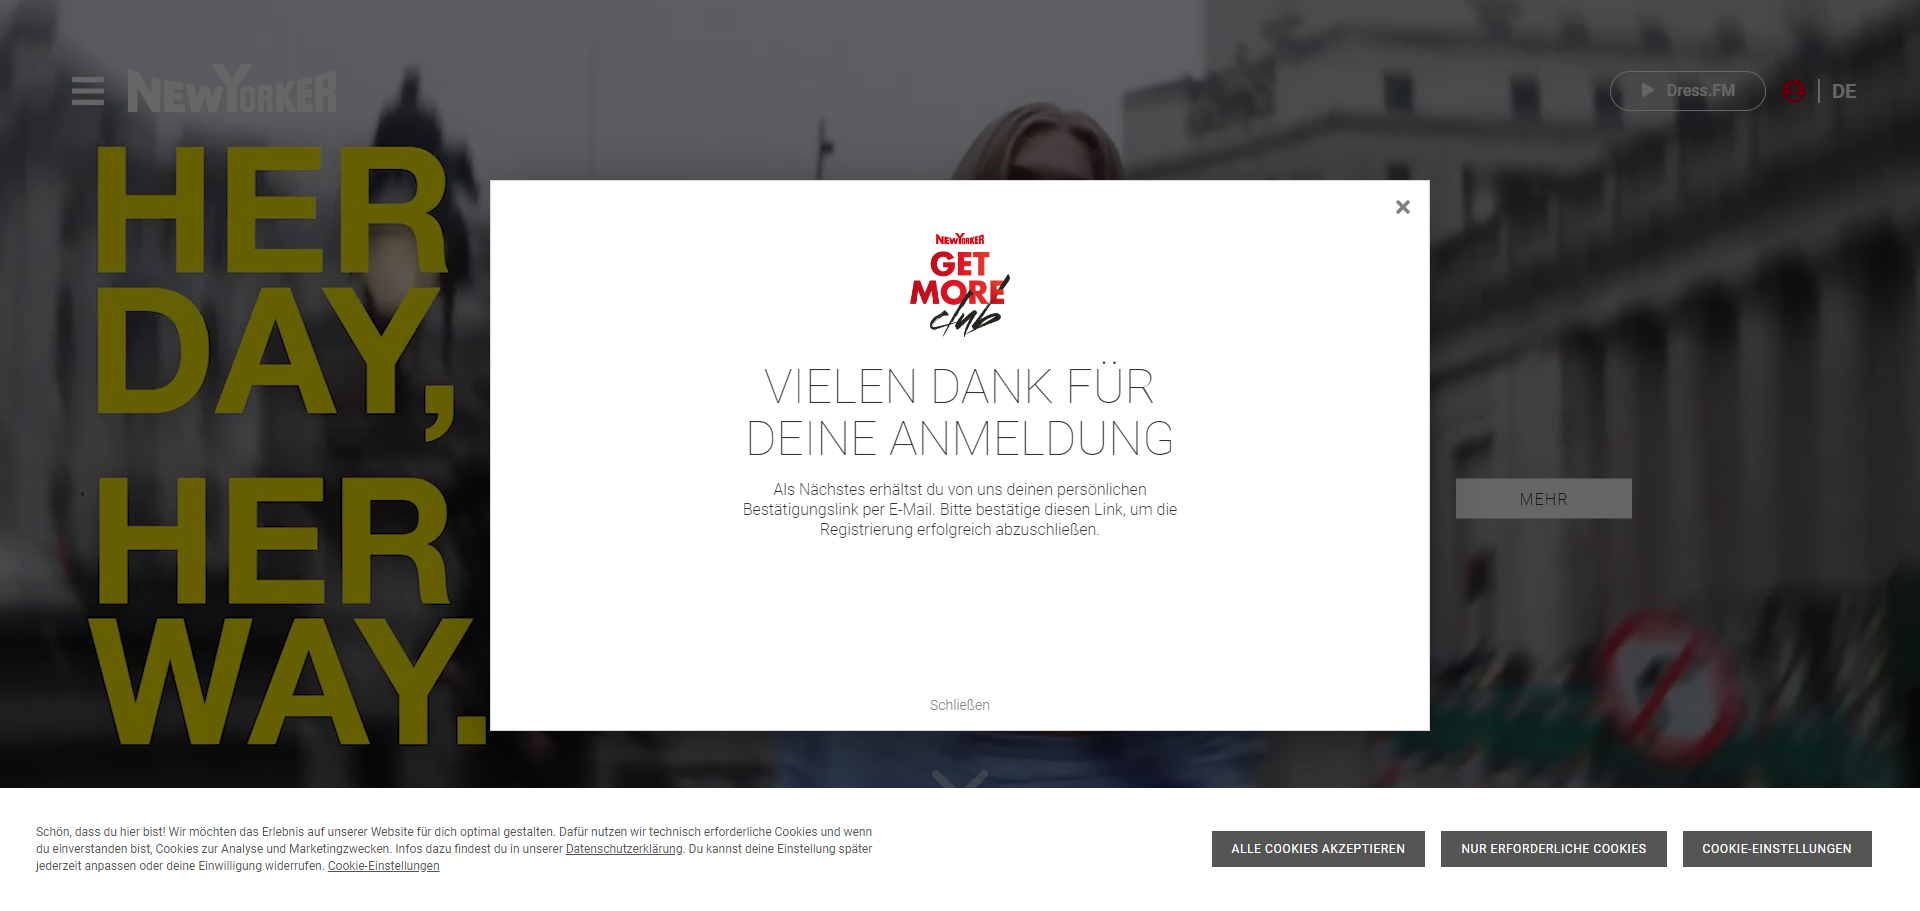 NEWYORKER
Dress.FM
DE
HER
DAY,
HER
WAY.
NEWYORKER
GET
MORE
club
VIELEN DANK FÜR
DEINE ANMELDUNG
Als Nächstes erhältst du von uns deinen persönlichen
Bestätigungslink per E-Mail. Bitte bestätige diesen Link, um die
Registrierung erfolgreich abzuschließen.
Schließen
MEHR
Schön, dass du hier bist! Wir möchten das Erlebnis auf unserer Website für dich optimal gestalten. Dafür nutzen wir technisch erforderliche Cookies und wenn
du einverstanden bist, Cookies zur Analyse und Marketingzwecken. Infos dazu findest du in unserer Datenschutzerklärung. Du kannst deine Einstellung später
jederzeit anpassen oder deine Einwilligung widerrufen. Cookie-Einstellungen
ALLE COOKIES AKZEPTIEREN
NUR ERFORDERLICHE COOKIES
COOKIE-EINSTELLUNGEN